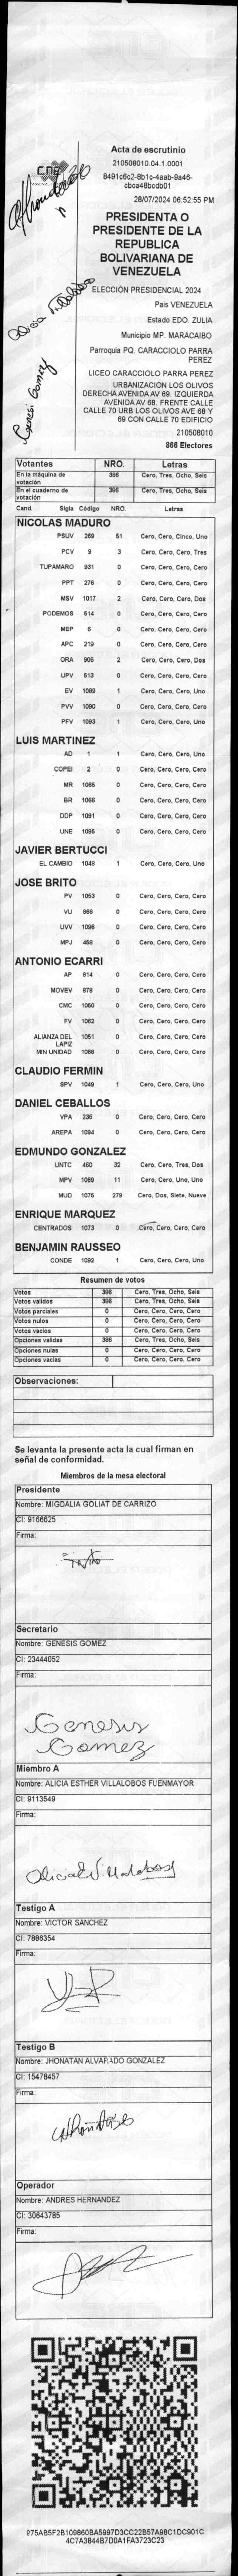 CNE
Acta de escrutinio
210508010.04.1.0001
8491c6c2-8b1c-4aab-9a46-
cbca48bcdb01
28/07/2024 06:52:55 PM
PRESIDENTA O
PRESIDENTE DE LA
REPUBLICA
BOLIVARIANA DE
VENEZUELA
ELECCIÓN PRESIDENCIAL 2024
Pais VENEZUELA
Estado EDO. ZULIA
Municipio MP. MARACAIBO
Parroquia PQ. CARACCIOLO PARRA
PEREZ
LICEO CARACCIOLO PARRA PEREZ
URBANIZACIÓN LOS OLIVOS
DERECHA AVENIDA AV 69. IZQUIERDA
AVENIDA AV 68. FRENTE CALLE
CALLE 70 URB LOS OLIVOS AVE 68 Y
69 CON CALLE 70 EDIFICIO
210508010
866 Electores
Genesis Gomez
Votantes NRO. Letras
En la máquina de votación 396 Cero, Tres, Ocho, Seis
En el cuaderno de votación 396 Cero, Tres, Ocho, Seis
Cand. Sigla Código NRO. Letras
NICOLAS MADURO
PSUV 269 51 Cero, Cero, Cinco, Uno
PCV 9 3 Cero, Cero, Cero, Tres
TUPAMARO 931 0 Cero, Cero, Cero, Cero
PPT 276 0 Cero, Cero, Cero, Cero
MSV 1017 2 Cero, Cero, Cero, Dos
PODEMOS 514 0 Cero, Cero, Cero, Cero
MEP 6 0 Cero, Cero, Cero, Cero
APC 219 0 Cero, Cero, Cero, Cero
ORA 906 2 Cero, Cero, Cero, Dos
UPV 513 0 Cero, Cero, Cero, Cero
EV 1089 1 Cero, Cero, Cero, Uno
PVV 1090 0 Cero, Cero, Cero, Cero
PFV 1093 1 Cero, Cero, Cero, Uno
LUIS MARTINEZ
AD 1 1 Cero, Cero, Cero, Uno
COPEI 2 0 Cero, Cero, Cero, Cero
MR 1065 0 Cero, Cero, Cero, Cero
BR 1066 0 Cero, Cero, Cero, Cero
DDP 1091 0 Cero, Cero, Cero, Cero
UNE 1095 0 Cero, Cero, Cero, Cero
JAVIER BERTUCCI
EL CAMBIO 1048 1 Cero, Cero, Cero, Uno
JOSE BRITO
PV 1053 0 Cero, Cero, Cero, Cero
VU 869 0 Cero, Cero, Cero, Cero
UVV 1096 0 Cero, Cero, Cero, Cero
MPJ 458 0 Cero, Cero, Cero, Cero
ANTONIO ECARRI
AP 814 0 Cero, Cero, Cero, Cero
MOVEV 878 0 Cero, Cero, Cero, Cero
CMC 1050 0 Cero, Cero, Cero, Cero
FV 1062 0 Cero, Cero, Cero, Cero
ALIANZA DEL LAPIZ 1051 0 Cero, Cero, Cero, Cero
MIN UNIDAD 1068 0 Cero, Cero, Cero, Cero
CLAUDIO FERMIN
SPV 1049 1 Cero, Cero, Cero, Uno
DANIEL CEBALLOS
VPA 236 0 Cero, Cero, Cero, Cero
AREPA 1094 0 Cero, Cero, Cero, Cero
EDMUNDO GONZALEZ
UNTC 460 32 Cero, Cero, Tres, Dos
MPV 1069 11 Cero, Cero, Uno, Uno
MUD 1076 279 Cero, Dos, Siete, Nueve
ENRIQUE MARQUEZ
CENTRADOS 1073 0 Cero, Cero, Cero, Cero
BENJAMIN RAUSSEO
CONDE 1092 1 Cero, Cero, Cero, Uno
Resumen de votos
Votos 386 Cero, Tres, Ocho, Seis
Votos validos 386 Cero, Tres, Ocho, Seis
Votos parciales 0 Cero, Cero, Cero, Cero
Votos nulos 0 Cero, Cero, Cero, Cero
Votos vacios 0 Cero, Cero, Cero, Cero
Opciones validas 386 Cero, Tres, Ocho, Seis
Opciones nulas 0 Cero, Cero, Cero, Cero
Opciones vacias 0 Cero, Cero, Cero, Cero
Observaciones:
Se levanta la presente acta la cual firman en
señal de conformidad.
Miembros de la mesa electoral
Presidente
Nombre: MIGDALIA GOLIAT DE CARRIZO
CI: 9166625
Firma:
Secretario
Nombre: GENESIS GOMEZ
CI: 23444052
Firma:
Genesis
Gomez
Miembro A
Nombre: ALICIA ESTHER VILLALOBOS FUENMAYOR
CI: 9113549
Firma:
Alicia Villalobos
Testigo A
Nombre: VICTOR SANCHEZ
CI: 7886354
Firma:
Testigo B
Nombre: JHONATAN ALVARADO GONZALEZ
CI: 15478457
Firma:
Operador
Nombre: ANDRES HERNANDEZ
CI: 30643785
Firma:
975AB5F2B109860BA5997D3CC22B57A98C1DC901C
4C7A3844B7D0A1FA3723C23